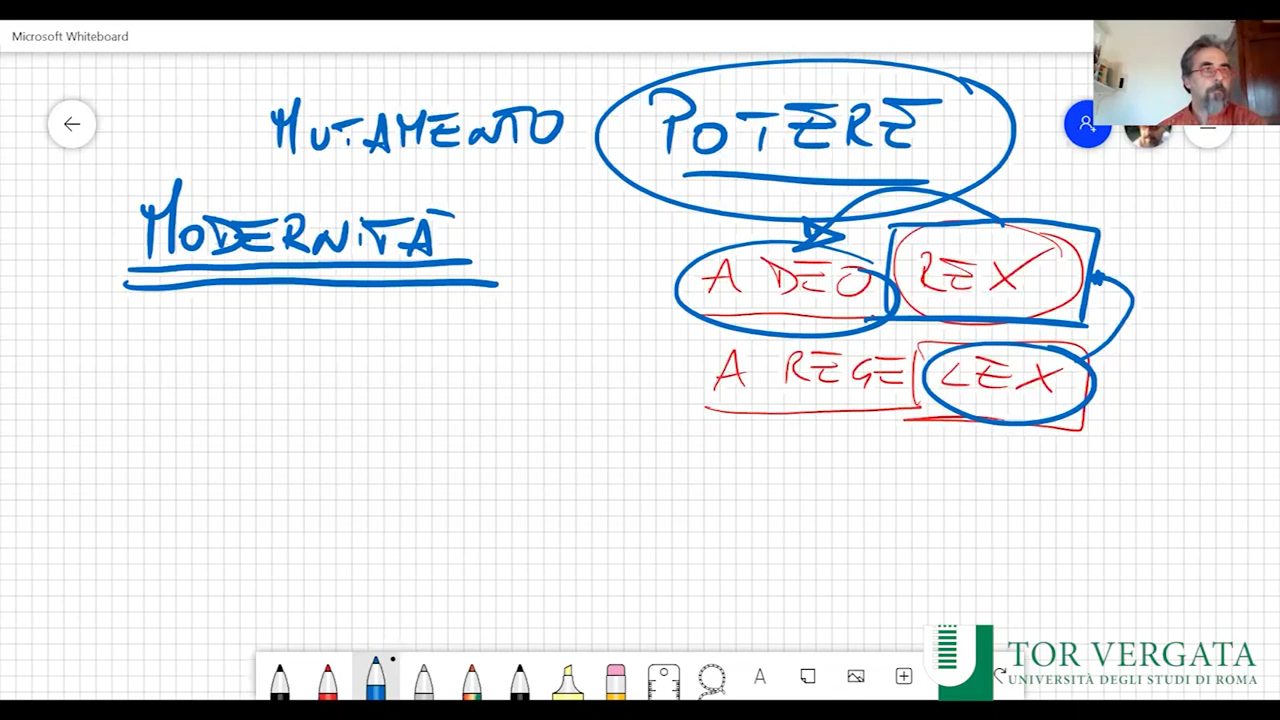 Microsoft Whiteboard
MUTAMENTO POTERE
MODERNITÀ
A DEO REX
A REGE LEX
A
TOR VERGATA
UNIVERSITÀ DEGLI STUDI DI ROMA